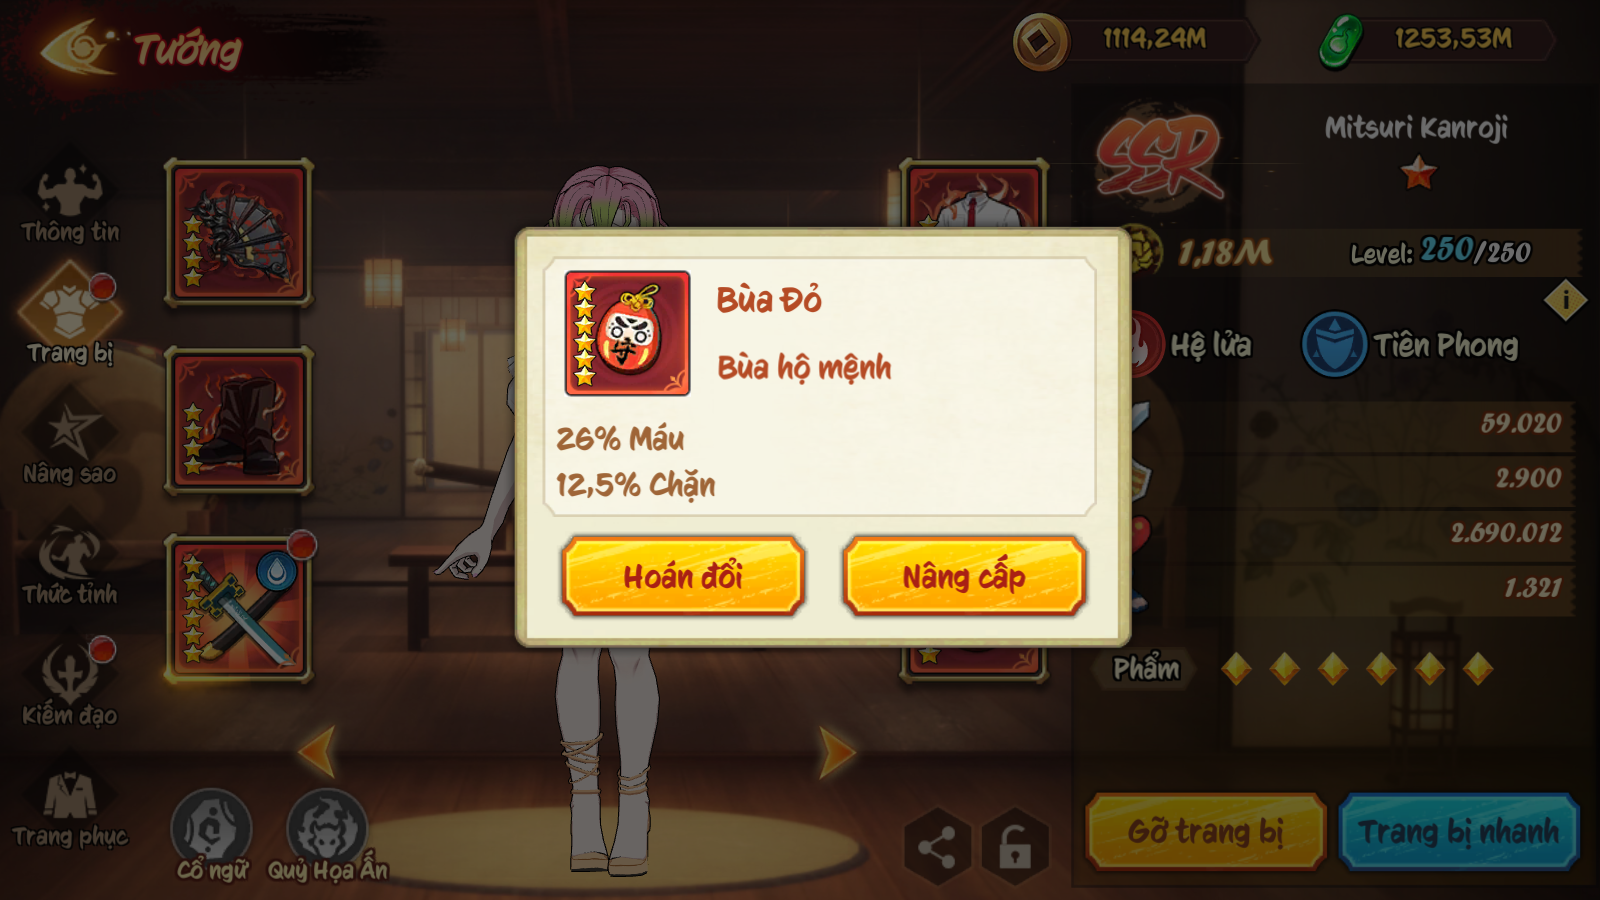 Tướng
1114,24M
1253,53M
SSR
Mitsuri Kanroji
1,18M
Level: 250/250
Hệ lửa
Tiên Phong
i
59.020
2.900
2.690.012
1.321
Phẩm
Thông tin
Trang bị
Nâng sao
Thức tỉnh
Kiếm đạo
Trang phục
Bùa Đỏ
Bùa hộ mệnh
守
26% Máu
12,5% Chặn
Hoán đổi
Nâng cấp
Cổ ngữ
Quỷ Họa Ấn
Gỡ trang bị
Trang bị nhanh